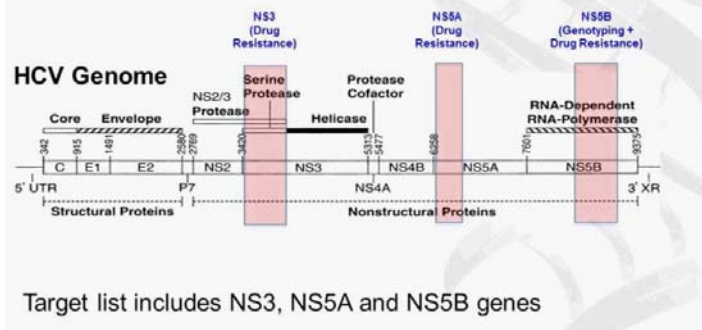 NS3
(Drug
Resistance)
NS5A
(Drug
Resistance)
NS5B
(Genotyping +
Drug Resistance)
HCV Genome
NS2/3
Protease
Serine
Protease
Protease
Cofactor
Core
Envelope
Helicase
RNA-Dependent
RNA-Polymerase
342
915
1491
2580
2769
3420
5313
5477
6258
7601
9375
C
E1
E2
NS2
NS3
NS4B
NS5A
NS5B
5' UTR
P7
NS4A
3' XR
Structural Proteins
Nonstructural Proteins
Target list includes NS3, NS5A and NS5B genes